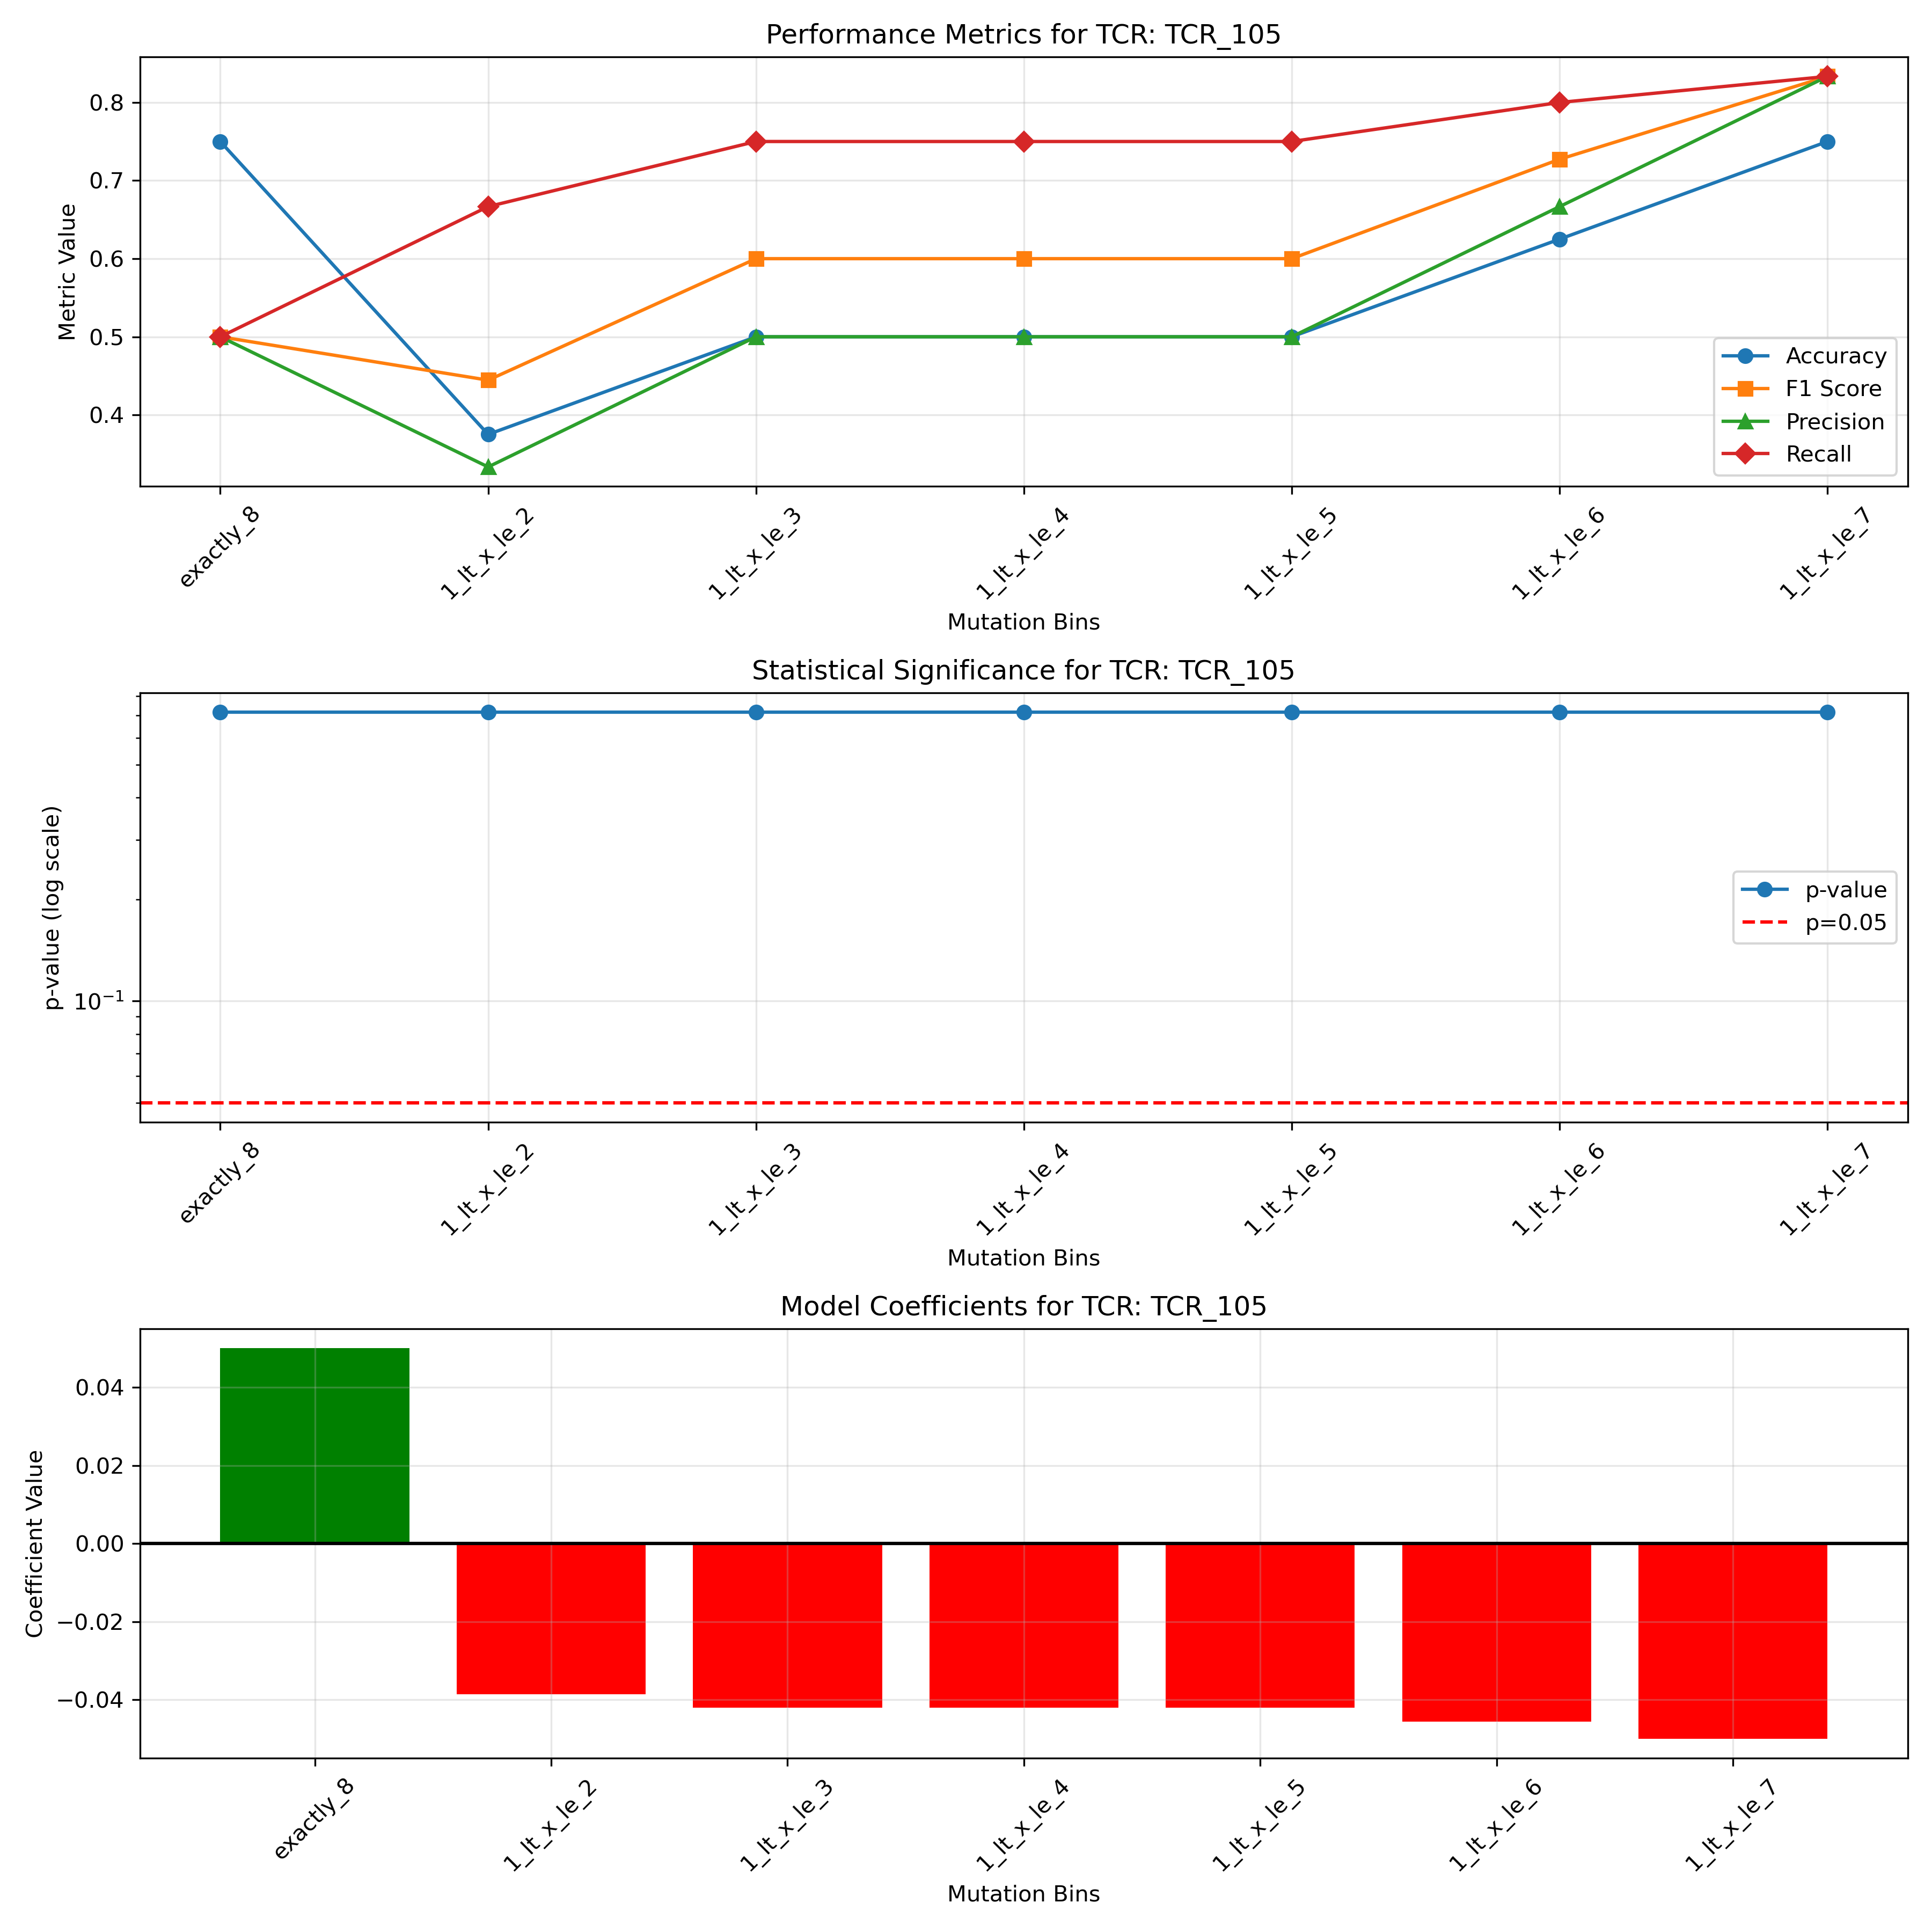 Performance Metrics for TCR: TCR_105
Metric Value
0.8
0.7
0.6
0.5
0.4
Accuracy
F1 Score
Precision
Recall
exactly_8
1_lt_x_le_2
1_lt_x_le_3
1_lt_x_le_4
1_lt_x_le_5
1_lt_x_le_6
1_lt_x_le_7
Mutation Bins
Statistical Significance for TCR: TCR_105
p-value (log scale)
10⁻¹
p-value
p=0.05
exactly_8
1_lt_x_le_2
1_lt_x_le_3
1_lt_x_le_4
1_lt_x_le_5
1_lt_x_le_6
1_lt_x_le_7
Mutation Bins
Model Coefficients for TCR: TCR_105
Coefficient Value
0.04
0.02
0.00
−0.02
−0.04
exactly_8
1_lt_x_le_2
1_lt_x_le_3
1_lt_x_le_4
1_lt_x_le_5
1_lt_x_le_6
1_lt_x_le_7
Mutation Bins